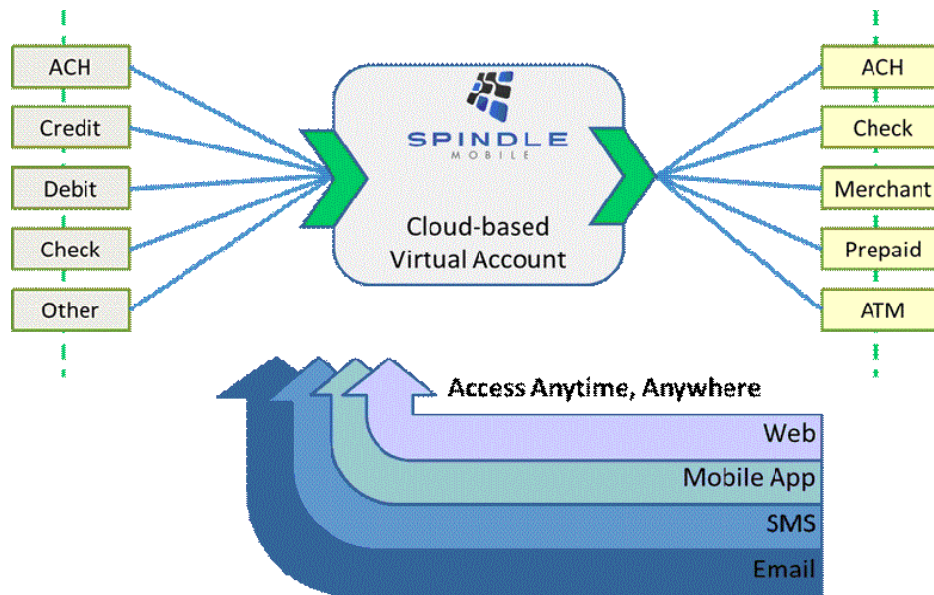 ACH
Credit
Debit
Check
Other
SPINDLE
MOBILE
Cloud-based
Virtual Account
ACH
Check
Merchant
Prepaid
ATM
Access Anytime, Anywhere
Web
Mobile App
SMS
Email